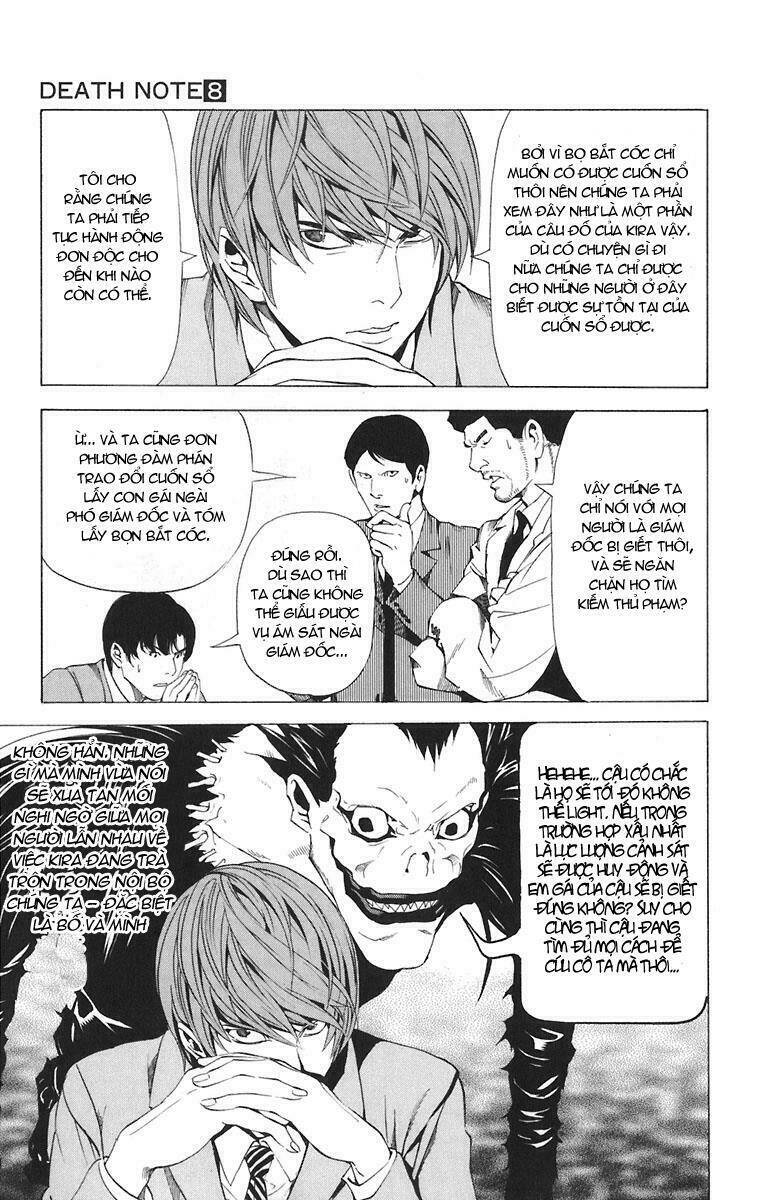 DEATH NOTE 8
BỞI VÌ BỌ BẮT CÓC CHỈ
MUỐN CÓ ĐƯỢC CUỐN SỔ
THÔI NÊN CHÚNG TA PHẢI
XEM ĐÂY NHƯ LÀ MỘT PHẦN
CỦA CÂU ĐỐ CỦA KIRA VẬY.
DÙ CÓ CHUYỆN GÌ ĐI
NỮA CHÚNG TA CHỈ ĐƯỢC
CHO NHỮNG NGƯỜI Ở ĐÂY
BIẾT ĐƯỢC SỰ TỒN TẠI CỦA
CUỐN SỔ ĐƯỢC.
TÔI CHO
RẰNG CHÚNG
TA PHẢI TIẾP
TỤC HÀNH ĐỘNG
ĐƠN ĐỘC CHO
ĐẾN KHI NÀO
CÒN CÓ THỂ.
VẬY CHÚNG TA
CHỈ NÓI VỚI MỌI
NGƯỜI LÀ GIÁM
ĐỐC BỊ GIẾT THÔI,
VÀ SẼ NGĂN
CHẶN HỌ TÌM
KIẾM THỦ PHẠM?
ĐÚNG RỒI.
DÙ SAO THÌ
TA CŨNG KHÔNG
THỂ GIẤU ĐƯỢC
VỤ ÁM SÁT NGÀI
GIÁM ĐỐC...
Ừ... VÀ TA CŨNG ĐƠN
PHƯƠNG ĐÀM PHÁN
TRAO ĐỔI CUỐN SỔ
LẤY CON GÁI NGÀI
PHÓ GIÁM ĐỐC VÀ TÓM
LẤY BỌN BẮT CÓC.
HEHEHE... CẬU CÓ CHẮC
LÀ HỌ SẼ TỚI ĐÓ KHÔNG
THẾ LIGHT. NẾU TRONG
TRƯỜNG HỢP XẤU NHẤT
LÀ LỰC LƯỢNG CẢNH SÁT
SẼ ĐƯỢC HUY ĐỘNG VÀ
EM GÁI CỦA CẬU SẼ BỊ GIẾT
ĐÚNG KHÔNG? SUY CHO
CÙNG THÌ CẬU ĐANG
TÌM ĐỦ MỌI CÁCH ĐỂ
CỨU CÔ TA MÀ THÔI...
KHÔNG HẲN. NHỮNG
GÌ MÀ MÌNH VỪA NÓI
SẼ XUA TAN MỐI
NGHI NGỜ GIỮA MỌI
NGƯỜI LẪN NHAU VỀ
VIỆC KIRA ĐANG TRÀ
TRỘN TRONG NỘI BỘ
CHÚNG TA - ĐẶC BIỆT
LÀ BỐ VÀ MÌNH